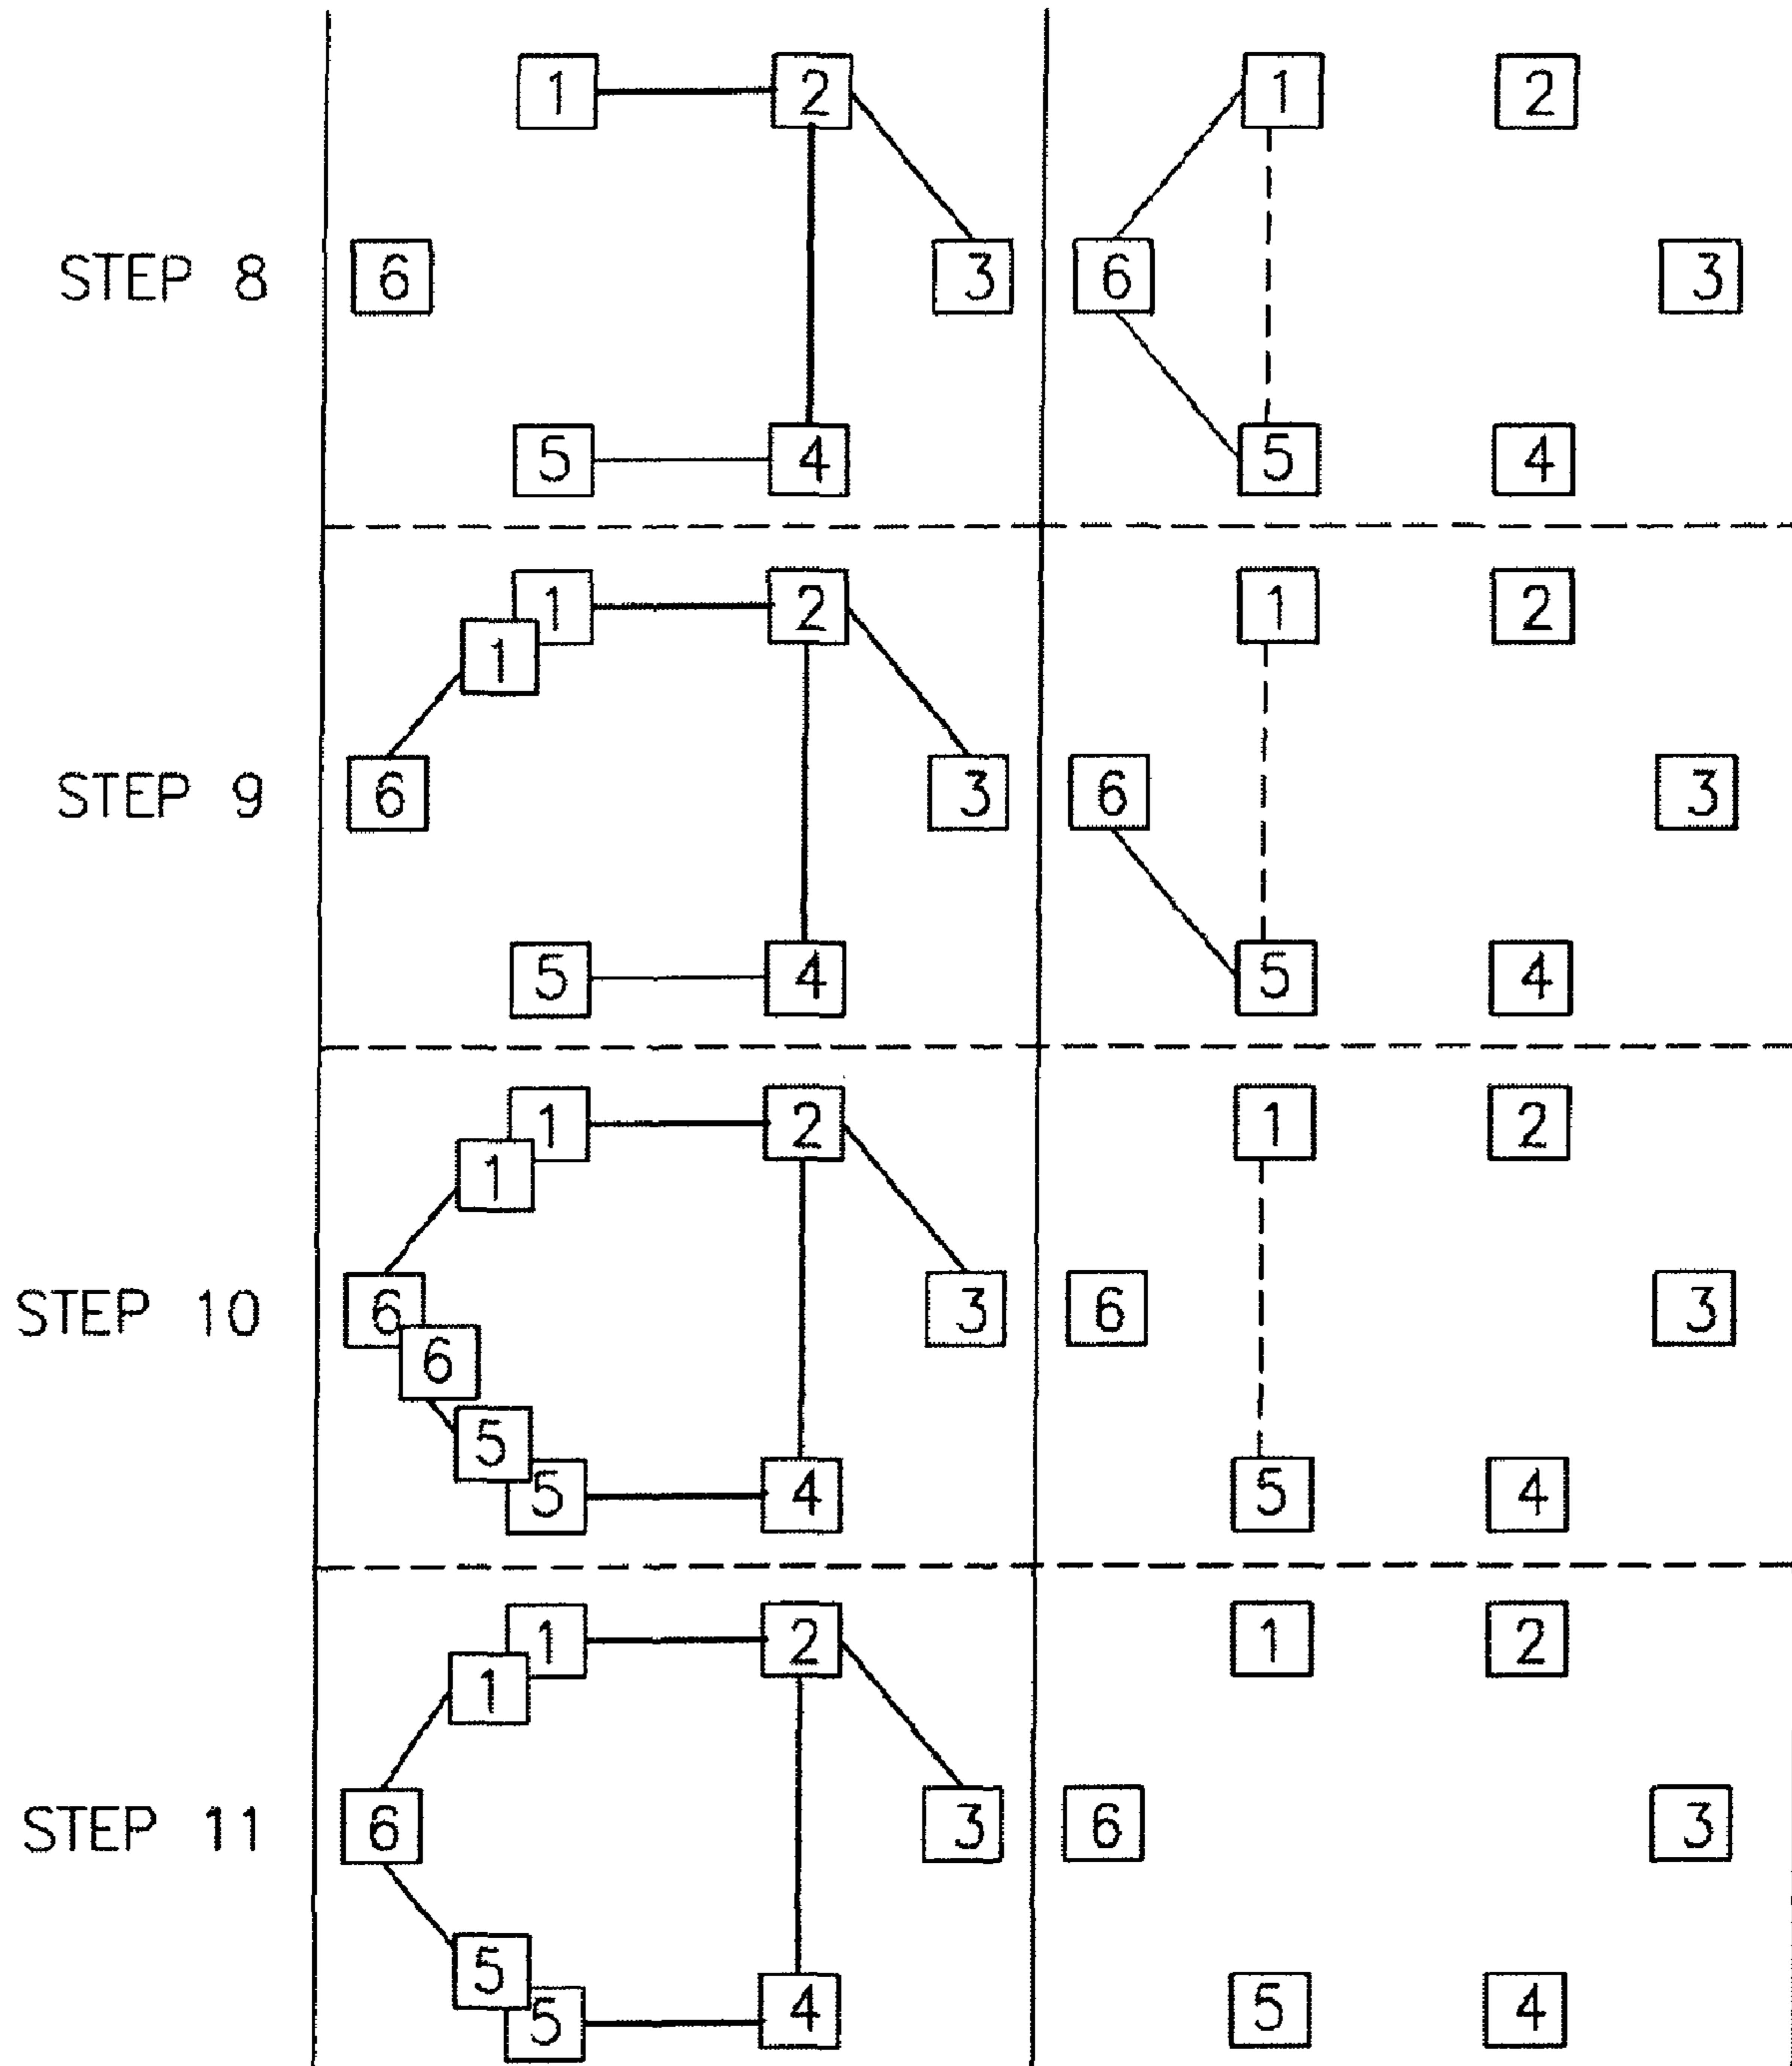 1 2 1 2
STEP 8 6 3 6 3
5 4 5 4
1 2 1 2
1
STEP 9 6 3 6 3
5 4 5 4
1 2 1 2
1
STEP 10 6 3 6 3
6
5
5 4 5 4
1 2 1 2
1
STEP 11 6 3 6 3
5
5 4 5 4